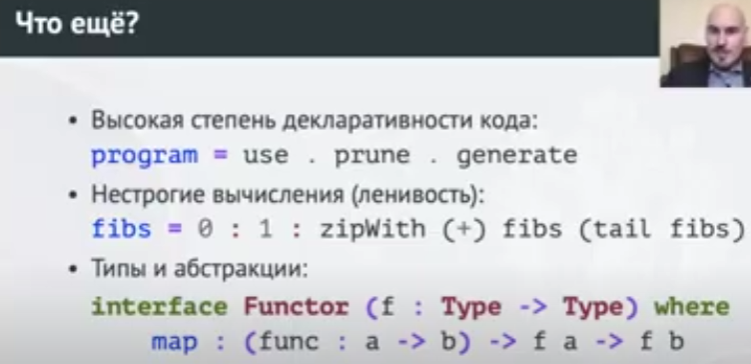 Что ещё?
• Высокая степень декларативности кода:
program = use . prune . generate
• Нестрогие вычисления (ленивость):
fibs = 0 : 1 : zipWith (+) fibs (tail fibs)
• Типы и абстракции:
interface Functor (f : Type -> Type) where
map : (func : a -> b) -> f a -> f b